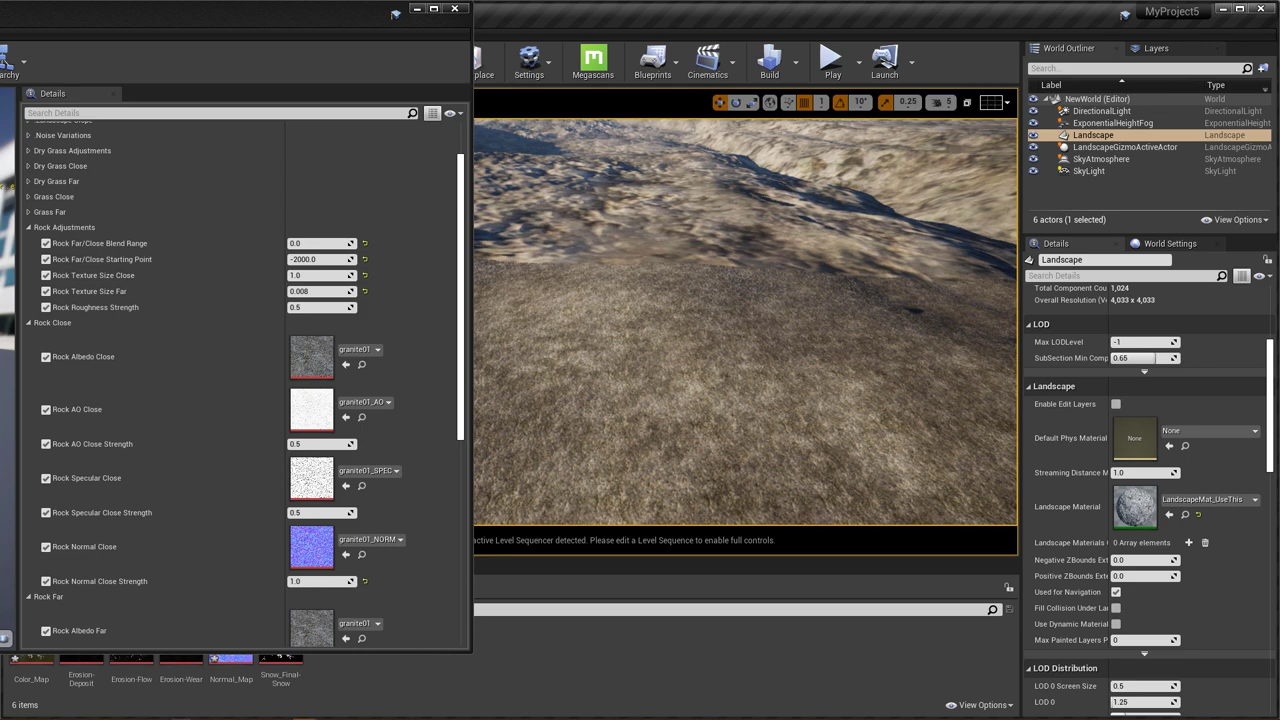 MyProject5
archy
place
Settings
Megascans
Blueprints
Cinematics
Build
Play
Launch
Details
Search Details
.Noise Variations
Dry Grass Adjustments
Dry Grass Close
Dry Grass Far
Grass Close
Grass Far
Rock Adjustments
Rock Far/Close Blend Range 0.0
Rock Far/Close Starting Point -2000.0
Rock Texture Size Close 1.0
Rock Texture Size Far 0.008
Rock Roughness Strength 0.5
Rock Close
Rock Albedo Close granite01
Rock AO Close granite01_AO
Rock AO Close Strength 0.5
Rock Specular Close granite01_SPEC
Rock Specular Close Strength 0.5
Rock Normal Close granite01_NORM
Rock Normal Close Strength 1.0
Rock Far
Rock Albedo Far granite01
Color_Map
Erosion-
Deposit
Erosion-Flow
Erosion-Wear
Normal_Map
Snow_Final-
Snow
6 items
View Options
1
10°
0.25
5
active Level Sequencer detected. Please edit a Level Sequence to enable full controls.
World Outliner
Layers
Search...
Label Type
NewWorld (Editor) World
DirectionalLight DirectionalLight
ExponentialHeightFog ExponentialHeight
Landscape Landscape
LandscapeGizmoActiveActor LandscapeGizmoA
SkyAtmosphere SkyAtmosphere
SkyLight SkyLight
6 actors (1 selected)
View Options
Details
World Settings
Landscape
Search Details
Total Component Cou 1,024
Overall Resolution (Ve 4,033 x 4,033
LOD
Max LODLevel -1
SubSection Min Comp 0.65
Landscape
Enable Edit Layers
Default Phys Material None None
Streaming Distance M 1.0
Landscape Material LandscapeMat_UseThis
Landscape Materials 0 Array elements
Negative ZBounds Ext 0.0
Positive ZBounds Exte 0.0
Used for Navigation
Fill Collision Under La
Use Dynamic Material
Max Painted Layers P 0
LOD Distribution
LOD 0 Screen Size 0.5
LOD 0 1.25